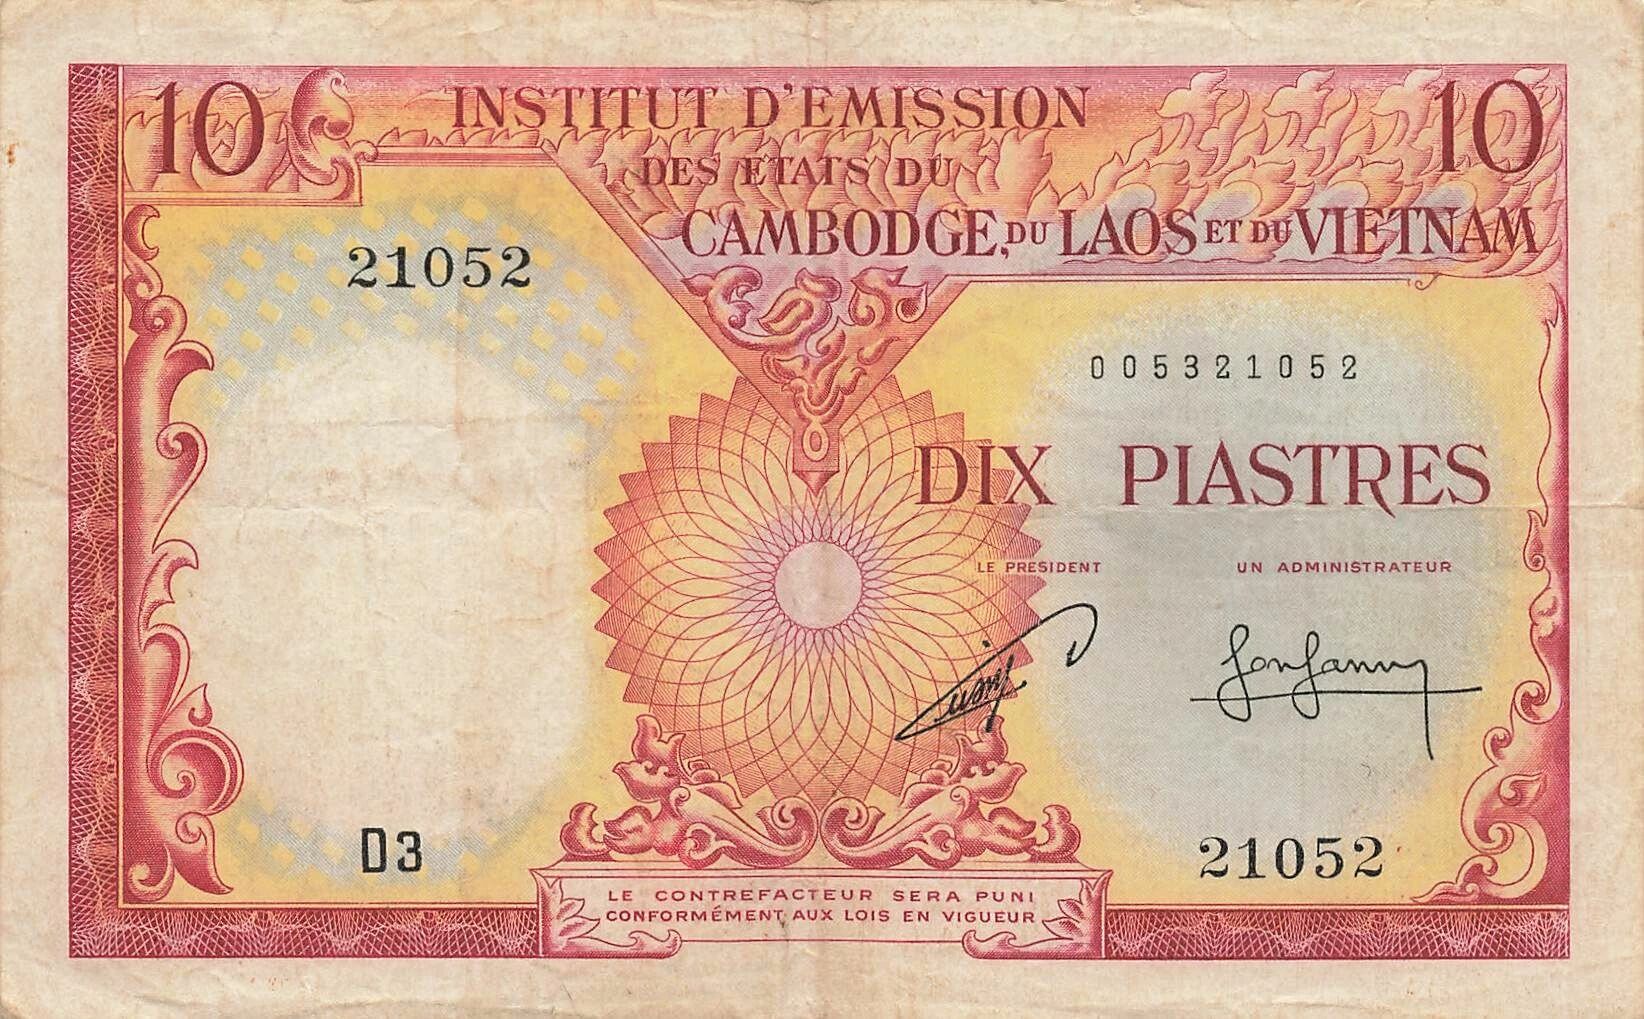 10
10
INSTITUT D'EMISSION
DES ETATS DU
CAMBODGE, DU LAOS ET DU VIETNAM
21052
005321052
DIX PIASTRES
LE PRESIDENT
UN ADMINISTRATEUR
D3
21052
LE CONTREFACTEUR SERA PUNI
CONFORMÉMENT AUX LOIS EN VIGUEUR